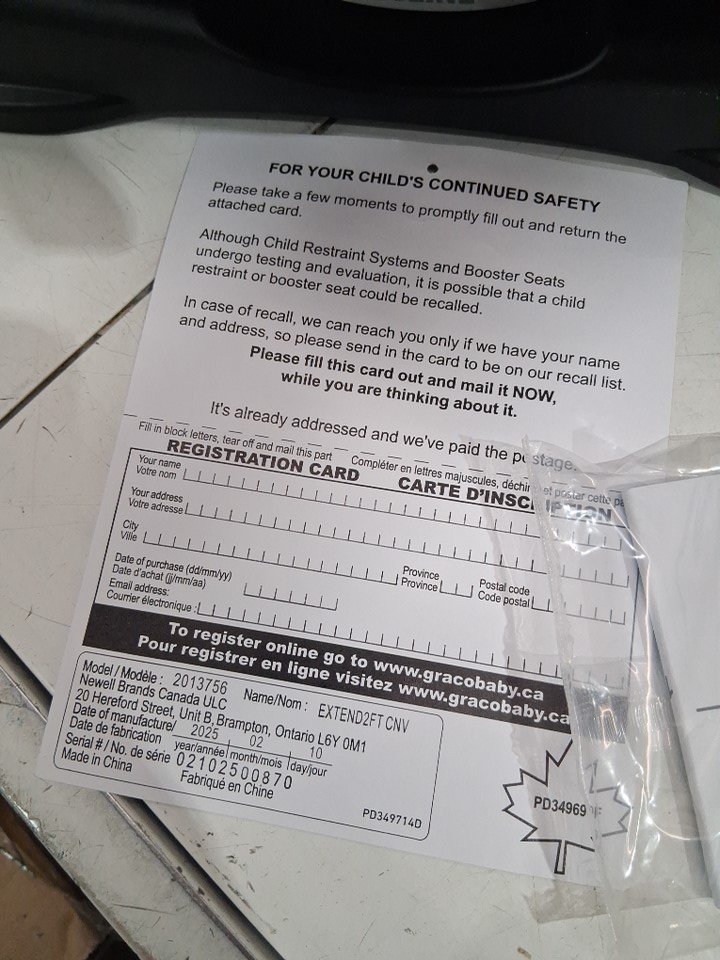 FOR YOUR CHILD'S CONTINUED SAFETY
Please take a few moments to promptly fill out and return the
attached card.
Although Child Restraint Systems and Booster Seats
undergo testing and evaluation, it is possible that a child
restraint or booster seat could be recalled.
In case of recall, we can reach you only if we have your name
and address, so please send in the card to be on our recall list.
Please fill this card out and mail it NOW,
while you are thinking about it.
It's already addressed and we've paid the postage.
Fill in block letters, tear off and mail this part Compléter en lettres majuscules, déchir et poster cette
REGISTRATION CARD CARTE D'INSCRIPTION
Your name
Votre nom
Your address
Votre adresse
City
Ville
Province
Province
Postal code
Code postal
Date of purchase (dd/mm/yy)
Date d'achat (jj/mm/aa)
Email address:
Courrier électronique :
To register online go to www.gracobaby.ca
Pour registrer en ligne visitez www.gracobaby.ca
Model / Modèle : 2013756 Name/Nom : EXTEND2FT CNV
Newell Brands Canada ULC
20 Hereford Street, Unit B, Brampton, Ontario L6Y 0M1
Date of manufacture/ 2025 02 10
Date de fabrication year/année month/mois day/jour
Serial # / No. de série 02102500870
Made in China Fabriqué en Chine
PD349714D
PD34969